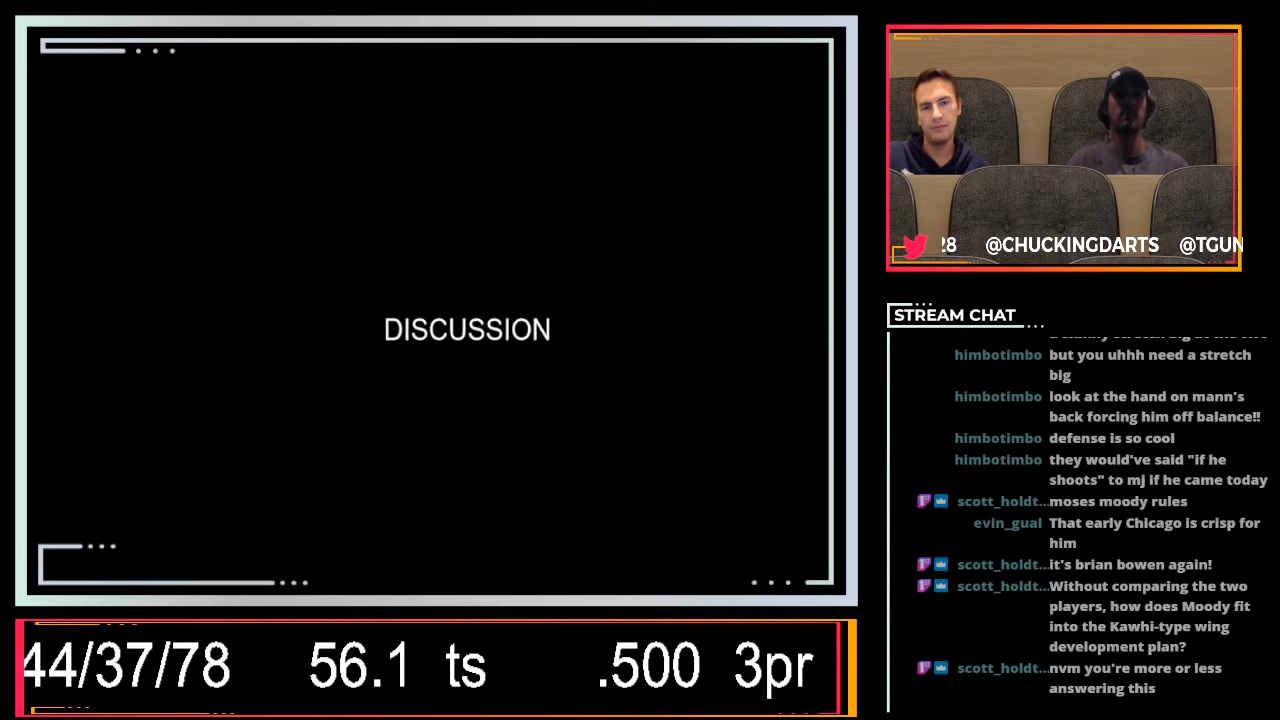 DISCUSSION
44/37/78 56.1 ts .500 3pr
28 @CHUCKINGDARTS @TGUN
STREAM CHAT
himbotimbo but you uhhh need a stretch
big
himbotimbo look at the hand on mann's
back forcing him off balance!!
himbotimbo defense is so cool
himbotimbo they would've said "if he
shoots" to mj if he came today
scott_holdt... moses moody rules
evin_gual That early Chicago is crisp for
him
scott_holdt... it's brian bowen again!
scott_holdt... Without comparing the two
players, how does Moody fit
into the Kawhi-type wing
development plan?
scott_holdt... nvm you're more or less
answering this